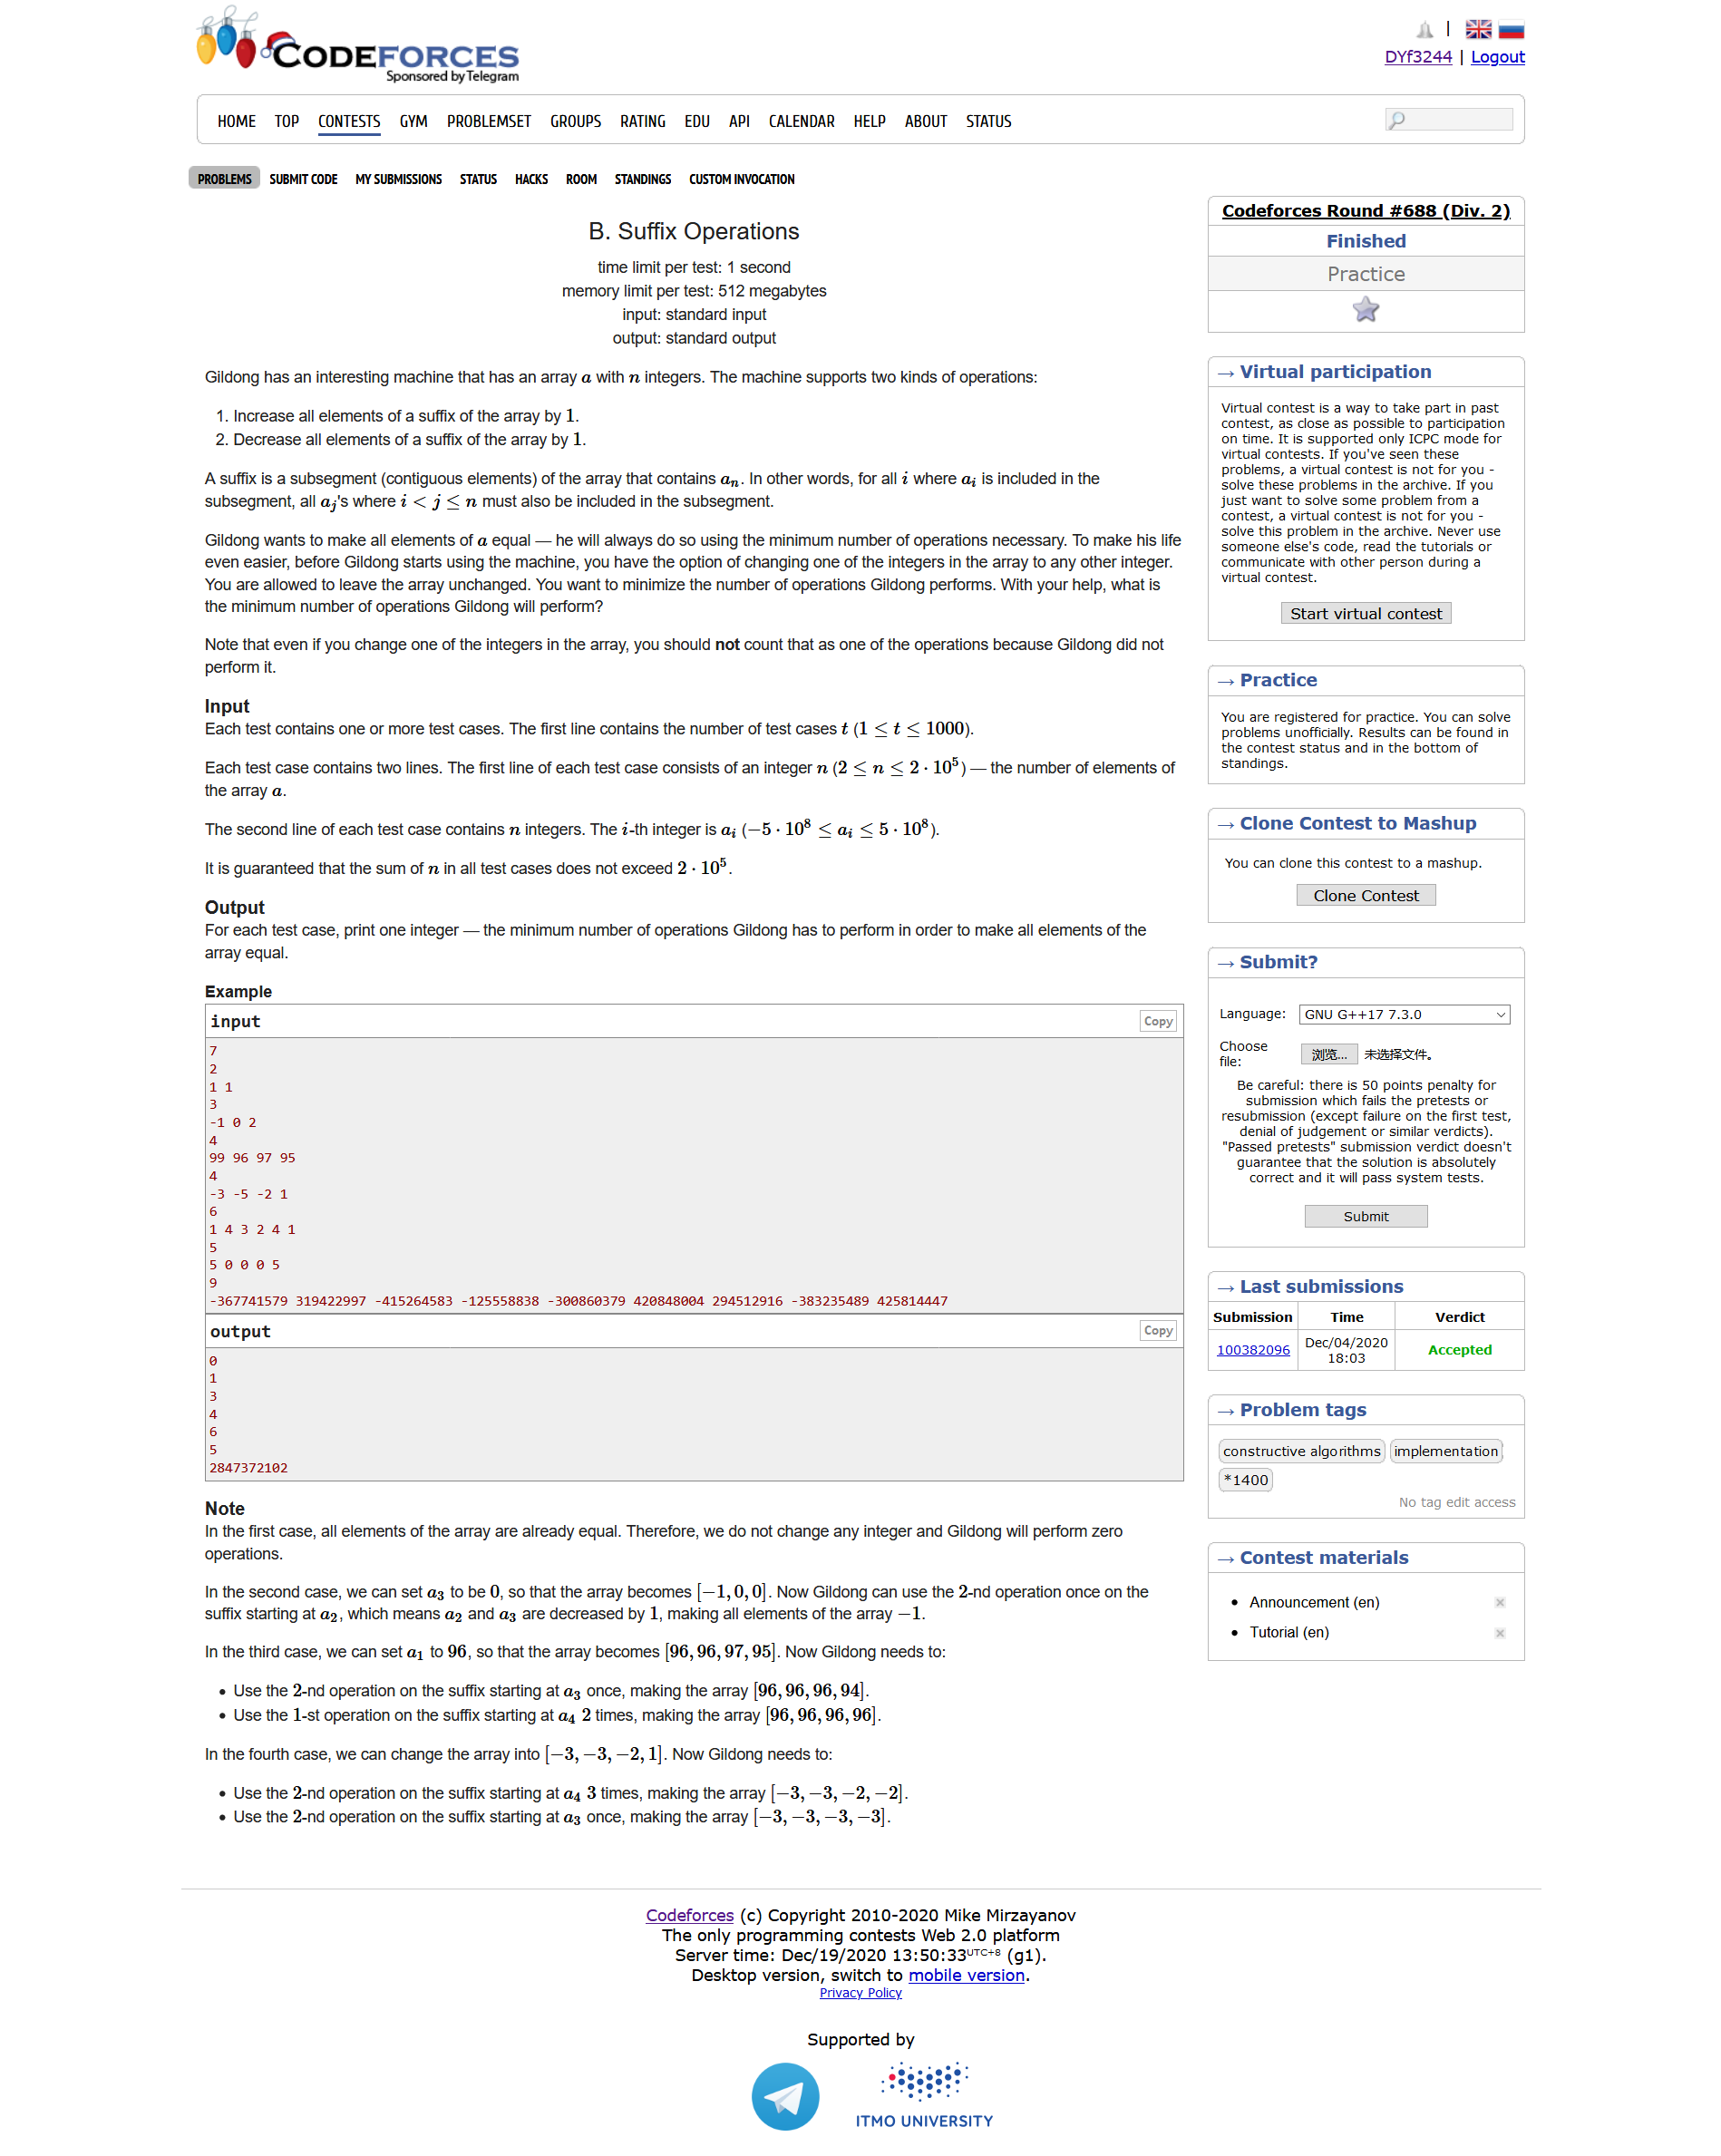 CODEFORCES
Sponsored by Telegram
|
DYf3244 | Logout
HOME TOP CONTESTS GYM PROBLEMSET GROUPS RATING EDU API CALENDAR HELP ABOUT STATUS
PROBLEMS SUBMIT CODE MY SUBMISSIONS STATUS HACKS ROOM STANDINGS CUSTOM INVOCATION
B. Suffix Operations
time limit per test: 1 second
memory limit per test: 512 megabytes
input: standard input
output: standard output
Gildong has an interesting machine that has an array a with n integers. The machine supports two kinds of operations:
1. Increase all elements of a suffix of the array by 1.
2. Decrease all elements of a suffix of the array by 1.
A suffix is a subsegment (contiguous elements) of the array that contains aₙ. In other words, for all i where aᵢ is included in the
subsegment, all aⱼ's where i < j ≤ n must also be included in the subsegment.
Gildong wants to make all elements of a equal — he will always do so using the minimum number of operations necessary. To make his life
even easier, before Gildong starts using the machine, you have the option of changing one of the integers in the array to any other integer.
You are allowed to leave the array unchanged. You want to minimize the number of operations Gildong performs. With your help, what is
the minimum number of operations Gildong will perform?
Note that even if you change one of the integers in the array, you should not count that as one of the operations because Gildong did not
perform it.
Input
Each test contains one or more test cases. The first line contains the number of test cases t (1 ≤ t ≤ 1000).
Each test case contains two lines. The first line of each test case consists of an integer n (2 ≤ n ≤ 2 · 10⁵) — the number of elements of
the array a.
The second line of each test case contains n integers. The i-th integer is aᵢ (−5 · 10⁸ ≤ aᵢ ≤ 5 · 10⁸).
It is guaranteed that the sum of n in all test cases does not exceed 2 · 10⁵.
Output
For each test case, print one integer — the minimum number of operations Gildong has to perform in order to make all elements of the
array equal.
Example
input Copy
7
2
1 1
3
-1 0 2
4
99 96 97 95
4
-3 -5 -2 1
6
1 4 3 2 4 1
5
5 0 0 0 5
9
-367741579 319422997 -415264583 -125558838 -300860379 420848004 294512916 -383235489 425814447
output Copy
0
1
3
4
6
5
2847372102
Note
In the first case, all elements of the array are already equal. Therefore, we do not change any integer and Gildong will perform zero
operations.
In the second case, we can set a₃ to be 0, so that the array becomes [−1, 0, 0]. Now Gildong can use the 2-nd operation once on the
suffix starting at a₂, which means a₂ and a₃ are decreased by 1, making all elements of the array −1.
In the third case, we can set a₁ to 96, so that the array becomes [96, 96, 97, 95]. Now Gildong needs to:
• Use the 2-nd operation on the suffix starting at a₃ once, making the array [96, 96, 96, 94].
• Use the 1-st operation on the suffix starting at a₄ 2 times, making the array [96, 96, 96, 96].
In the fourth case, we can change the array into [−3, −3, −2, 1]. Now Gildong needs to:
• Use the 2-nd operation on the suffix starting at a₄ 3 times, making the array [−3, −3, −2, −2].
• Use the 2-nd operation on the suffix starting at a₃ once, making the array [−3, −3, −3, −3].
Codeforces Round #688 (Div. 2)
Finished
Practice
→ Virtual participation
Virtual contest is a way to take part in past
contest, as close as possible to participation
on time. It is supported only ICPC mode for
virtual contests. If you've seen these
problems, a virtual contest is not for you -
solve these problems in the archive. If you
just want to solve some problem from a
contest, a virtual contest is not for you -
solve this problem in the archive. Never use
someone else's code, read the tutorials or
communicate with other person during a
virtual contest.
Start virtual contest
→ Practice
You are registered for practice. You can solve
problems unofficially. Results can be found in
the contest status and in the bottom of
standings.
→ Clone Contest to Mashup
You can clone this contest to a mashup.
Clone Contest
→ Submit?
Language: GNU G++17 7.3.0
Choose
file: 浏览... 未选择文件。
Be careful: there is 50 points penalty for
submission which fails the pretests or
resubmission (except failure on the first test,
denial of judgement or similar verdicts).
"Passed pretests" submission verdict doesn't
guarantee that the solution is absolutely
correct and it will pass system tests.
Submit
→ Last submissions
Submission Time Verdict
100382096 Dec/04/2020 18:03 Accepted
→ Problem tags
constructive algorithms implementation
*1400
No tag edit access
→ Contest materials
• Announcement (en) ×
• Tutorial (en) ×
Codeforces (c) Copyright 2010-2020 Mike Mirzayanov
The only programming contests Web 2.0 platform
Server time: Dec/19/2020 13:50:33 UTC+8 (g1).
Desktop version, switch to mobile version.
Privacy Policy
Supported by
ITMO UNIVERSITY